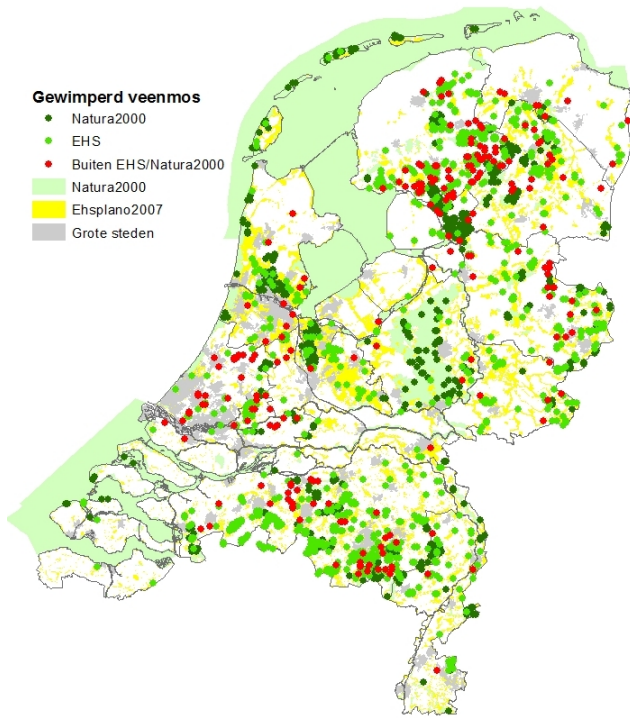 Gewimperd veenmos
Natura2000
EHS
Buiten EHS/Natura2000
Natura2000
Ehsplano2007
Grote steden